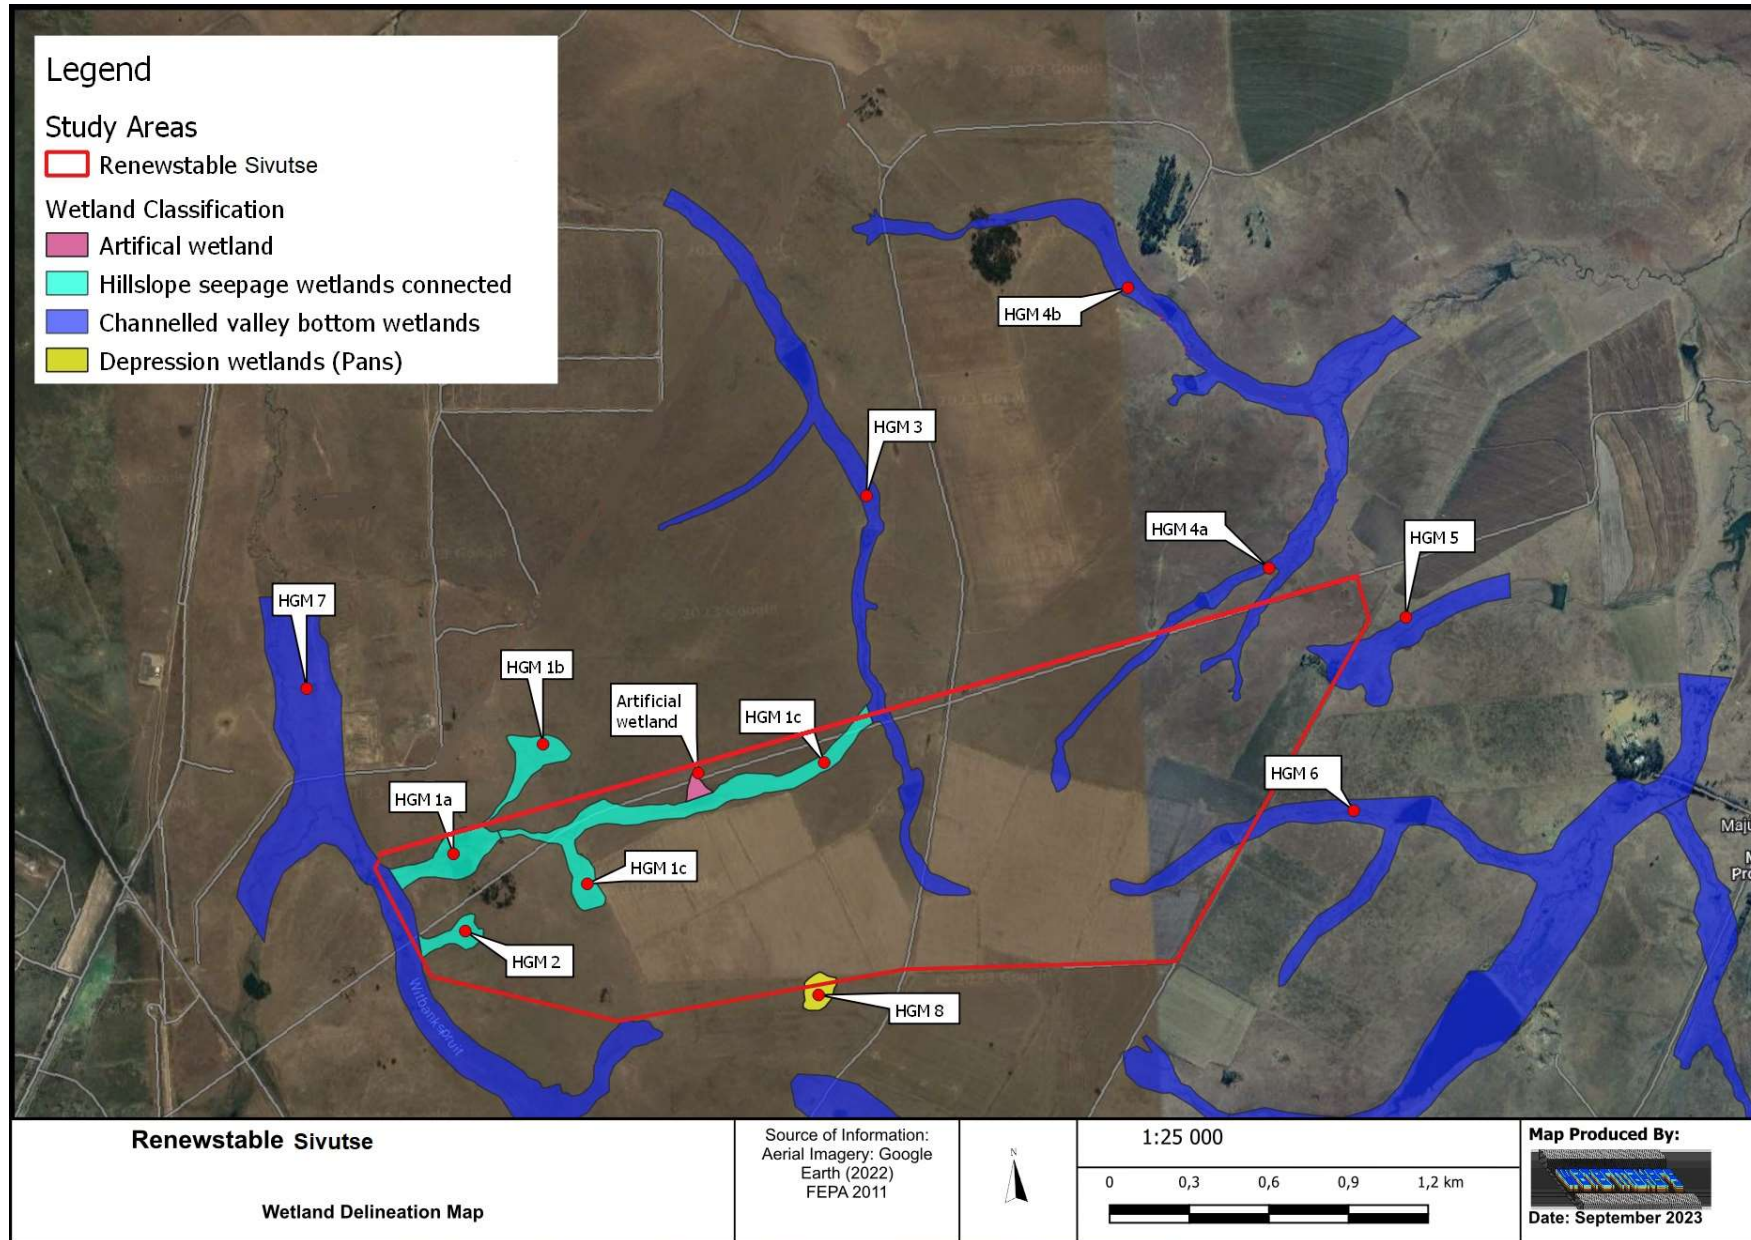 Legend
Study Areas
Renewstable Sivutse
Wetland Classification
Artifical wetland
Hillslope seepage wetlands connected
Channelled valley bottom wetlands
Depression wetlands (Pans)
HGM 4b
HGM 3
HGM 4a
HGM 5
HGM 7
HGM 1b
Artificial
wetland
HGM 1c
HGM 6
HGM 1a
HGM 1c
HGM 2
HGM 8
Witbankspruit
Maju
M
Pro
Renewstable Sivutse
Wetland Delineation Map
Source of Information:
Aerial Imagery: Google
Earth (2022)
FEPA 2011
N
1:25 000
0 0,3 0,6 0,9 1,2 km
Map Produced By:
Date: September 2023